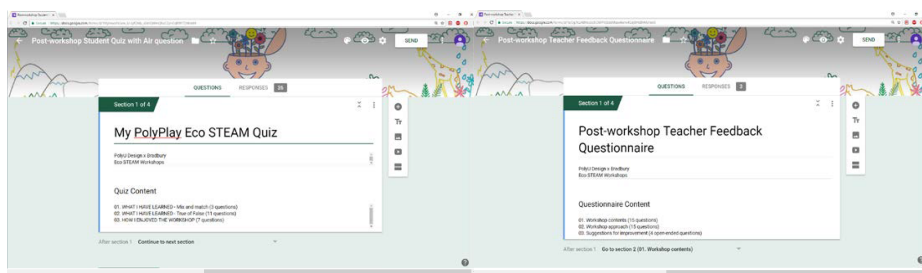 Post-workshop Student Quiz with Air question
SEND
QUESTIONS
RESPONSES 26
Section 1 of 4
My PolyPlay Eco STEAM Quiz
PolyU Design x Bradbury
Eco STEAM Workshops
Quiz Content
01. WHAT I HAVE LEARNED - Mix and match (3 questions)
02. WHAT I HAVE LEARNED - True of False (11 questions)
03. HOW I ENJOYED THE WORKSHOP (7 questions)
After section 1 Continue to next section
Post-workshop Teacher Feedback Questionnaire
SEND
QUESTIONS
RESPONSES 3
Section 1 of 4
Post-workshop Teacher Feedback
Questionnaire
PolyU Design x Bradbury
Eco STEAM Workshops
Questionnaire Content
01. Workshop contents (15 questions)
02. Workshop approach (15 questions)
03. Suggestions for improvement (4 open-ended questions)
After section 1 Go to section 2 (01. Workshop contents)